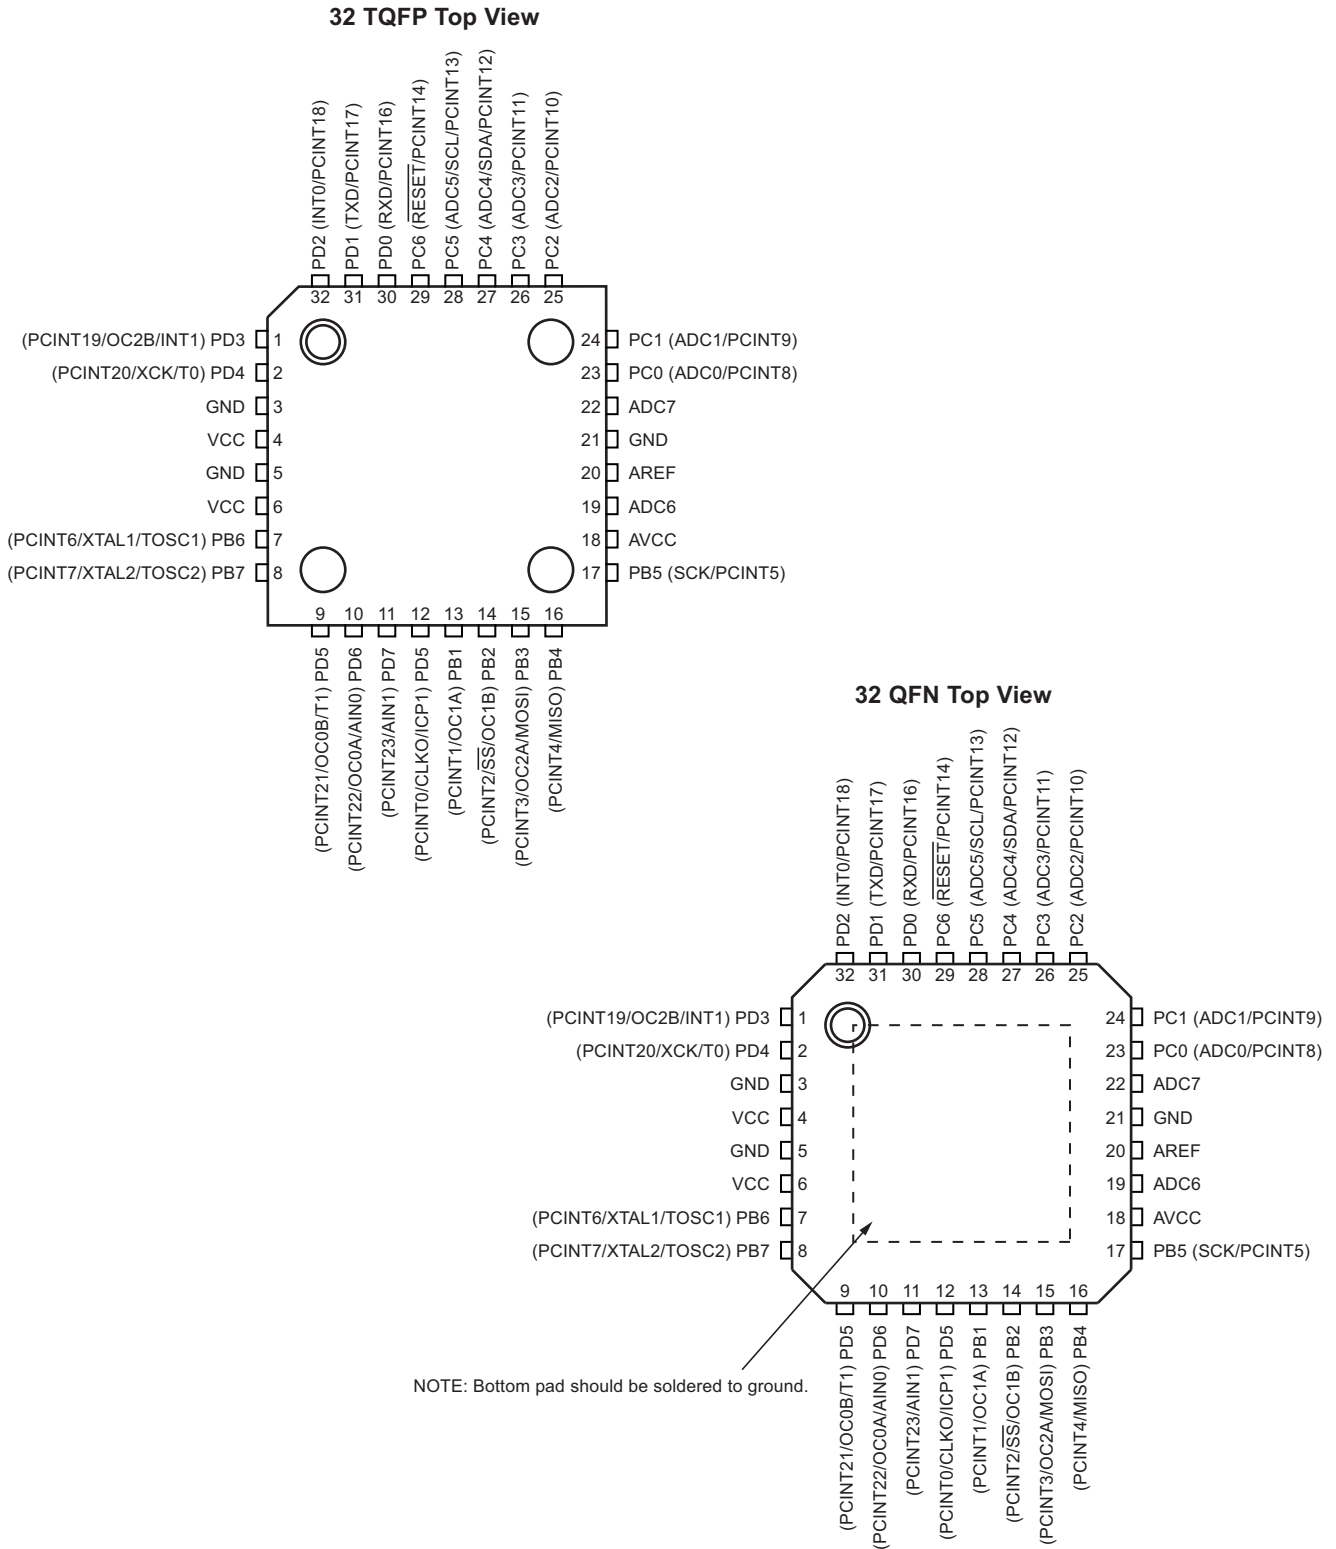 32 TQFP Top View
PD2 (INT0/PCINT18)
PD1 (TXD/PCINT17)
PD0 (RXD/PCINT16)
PC6 (RESET/PCINT14)
PC5 (ADC5/SCL/PCINT13)
PC4 (ADC4/SDA/PCINT12)
PC3 (ADC3/PCINT11)
PC2 (ADC2/PCINT10)
32 31 30 29 28 27 26 25
(PCINT19/OC2B/INT1) PD3 1
(PCINT20/XCK/T0) PD4 2
GND 3
VCC 4
GND 5
VCC 6
(PCINT6/XTAL1/TOSC1) PB6 7
(PCINT7/XTAL2/TOSC2) PB7 8
24 PC1 (ADC1/PCINT9)
23 PC0 (ADC0/PCINT8)
22 ADC7
21 GND
20 AREF
19 ADC6
18 AVCC
17 PB5 (SCK/PCINT5)
9 10 11 12 13 14 15 16
(PCINT21/OC0B/T1) PD5
(PCINT22/OC0A/AIN0) PD6
(PCINT23/AIN1) PD7
(PCINT0/CLKO/ICP1) PD5
(PCINT1/OC1A) PB1
(PCINT2/SS/OC1B) PB2
(PCINT3/OC2A/MOSI) PB3
(PCINT4/MISO) PB4
32 QFN Top View
PD2 (INT0/PCINT18)
PD1 (TXD/PCINT17)
PD0 (RXD/PCINT16)
PC6 (RESET/PCINT14)
PC5 (ADC5/SCL/PCINT13)
PC4 (ADC4/SDA/PCINT12)
PC3 (ADC3/PCINT11)
PC2 (ADC2/PCINT10)
32 31 30 29 28 27 26 25
(PCINT19/OC2B/INT1) PD3 1
(PCINT20/XCK/T0) PD4 2
GND 3
VCC 4
GND 5
VCC 6
(PCINT6/XTAL1/TOSC1) PB6 7
(PCINT7/XTAL2/TOSC2) PB7 8
24 PC1 (ADC1/PCINT9)
23 PC0 (ADC0/PCINT8)
22 ADC7
21 GND
20 AREF
19 ADC6
18 AVCC
17 PB5 (SCK/PCINT5)
9 10 11 12 13 14 15 16
(PCINT21/OC0B/T1) PD5
(PCINT22/OC0A/AIN0) PD6
(PCINT23/AIN1) PD7
(PCINT0/CLKO/ICP1) PD5
(PCINT1/OC1A) PB1
(PCINT2/SS/OC1B) PB2
(PCINT3/OC2A/MOSI) PB3
(PCINT4/MISO) PB4
NOTE: Bottom pad should be soldered to ground.